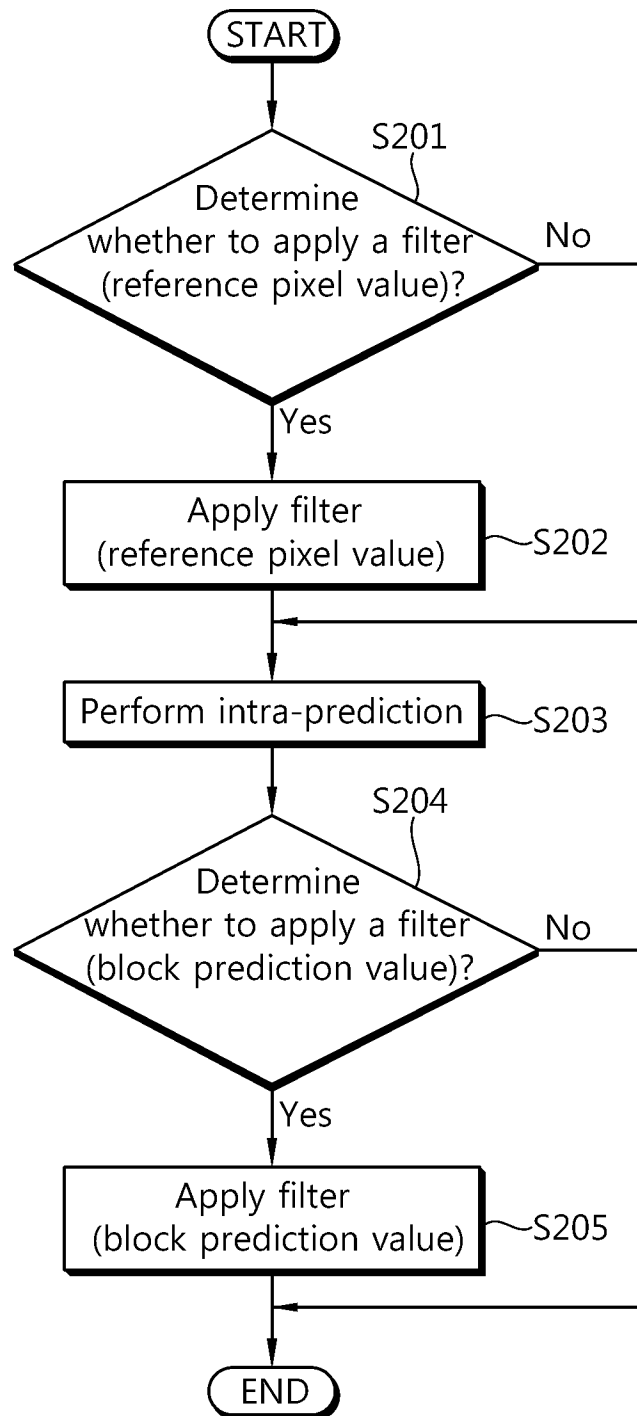 START
S201
Determine
whether to apply a filter
(reference pixel value)?
No
Yes
Apply filter
(reference pixel value)
S202
Perform intra-prediction
S203
S204
Determine
whether to apply a filter
(block prediction value)?
No
Yes
Apply filter
(block prediction value)
S205
END